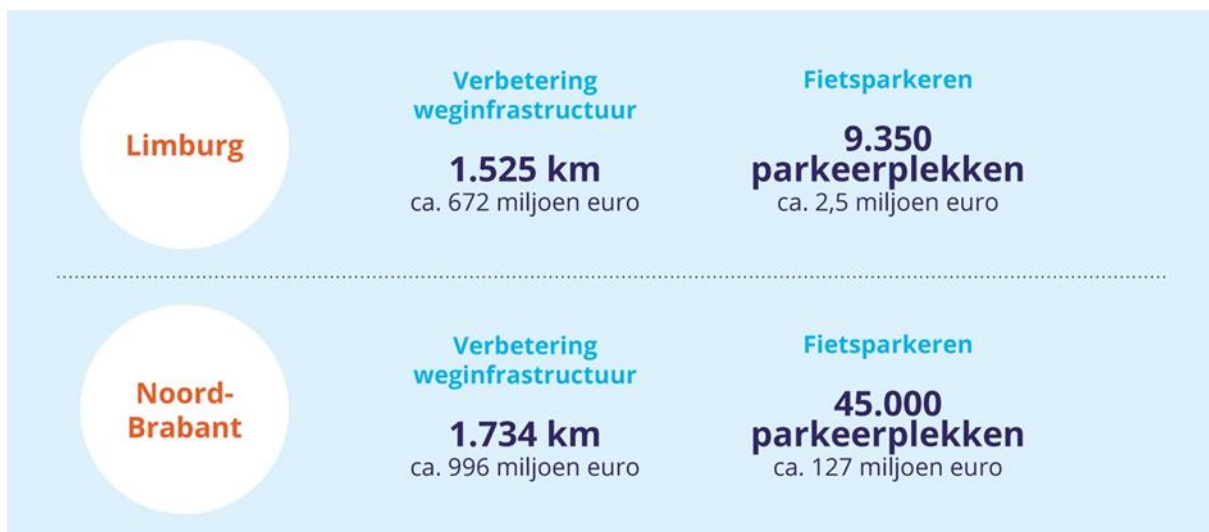 Limburg
Verbetering
weginfrastructuur
1.525 km
ca. 672 miljoen euro
Fietsparkeren
9.350
parkeerplekken
ca. 2,5 miljoen euro
Noord-
Brabant
Verbetering
weginfrastructuur
1.734 km
ca. 996 miljoen euro
Fietsparkeren
45.000
parkeerplekken
ca. 127 miljoen euro